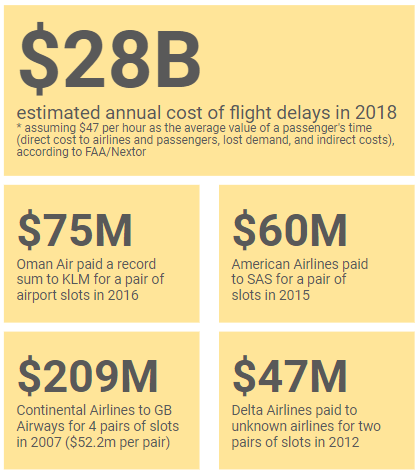 $28B
estimated annual cost of flight delays in 2018
* assuming $47 per hour as the average value of a passenger's time
(direct cost to airlines and passengers, lost demand, and indirect costs),
according to FAA/Nextor
$75M
Oman Air paid a record
sum to KLM for a pair of
airport slots in 2016
$60M
American Airlines paid
to SAS for a pair of
slots in 2015
$209M
Continental Airlines to GB
Airways for 4 pairs of slots
in 2007 ($52.2m per pair)
$47M
Delta Airlines paid to
unknown airlines for two
pairs of slots in 2012